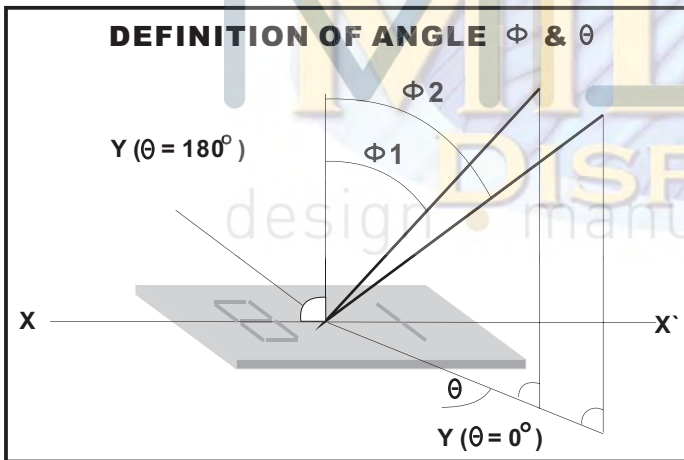 DEFINITION OF ANGLE Φ & θ
Φ2
Y (θ = 180°)
Φ1
design • manu
X
X`
θ
Y (θ = 0°)